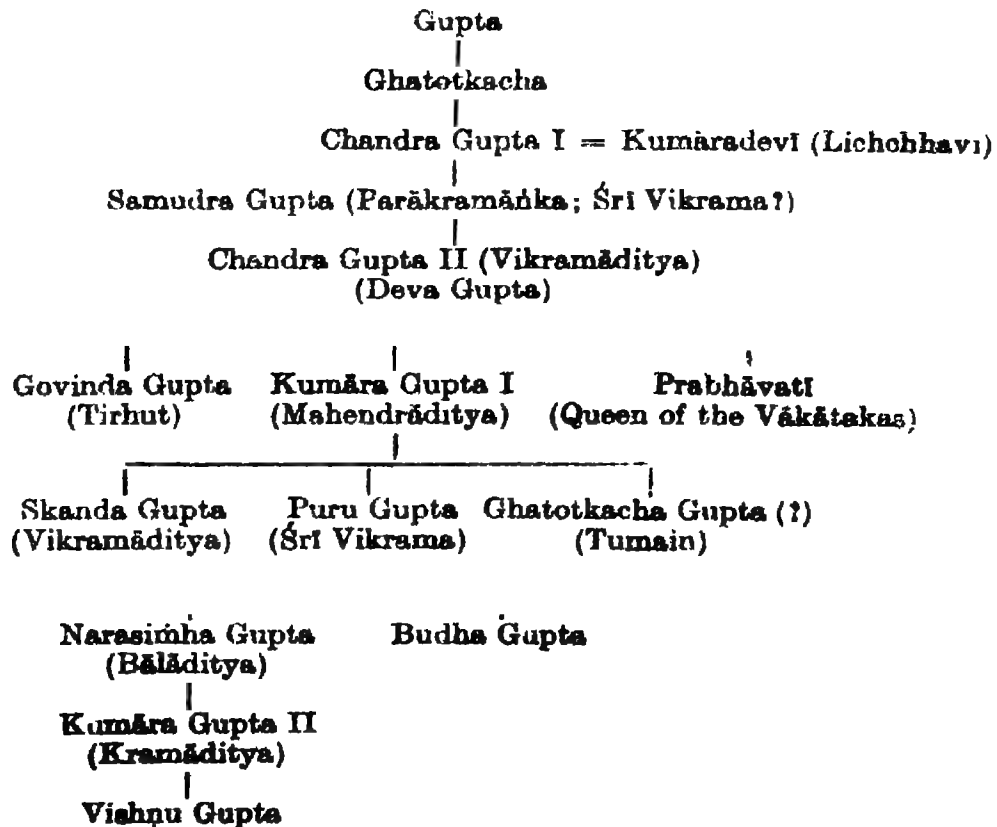 Gupta
Ghatotkacha
Chandra Gupta I = Kumāradevī (Lichchhavi)
Samudra Gupta (Parākramāṅka; Śrī Vikrama?)
Chandra Gupta II (Vikramāditya)
(Deva Gupta)
Govinda Gupta Kumāra Gupta I Prabhāvatī
(Tirhut) (Mahendrāditya) (Queen of the Vākāṭakas)
Skanda Gupta Puru Gupta Ghatotkacha Gupta (?)
(Vikramāditya) (Śrī Vikrama) (Tumain)
Narasiṁha Gupta Budha Gupta
(Bālāditya)
Kumāra Gupta II
(Kramāditya)
Vishṇu Gupta